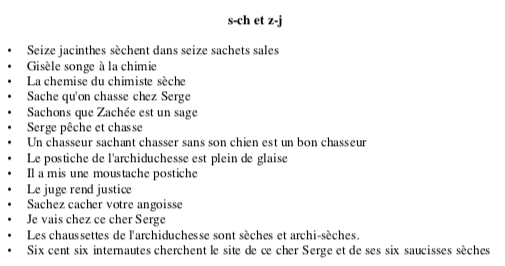 s-ch et z-j
• Seize jacinthes sèchent dans seize sachets sales
• Gisèle songe à la chimie
• La chemise du chimiste sèche
• Sache qu'on chasse chez Serge
• Sachons que Zachée est un sage
• Serge pêche et chasse
• Un chasseur sachant chasser sans son chien est un bon chasseur
• Le postiche de l'archiduchesse est plein de glaise
• Il a mis une moustache postiche
• Le juge rend justice
• Sachez cacher votre angoisse
• Je vais chez ce cher Serge
• Les chaussettes de l'archiduchesse sont sèches et archi-sèches.
• Six cent six internautes cherchent le site de ce cher Serge et de ses six saucisses sèches